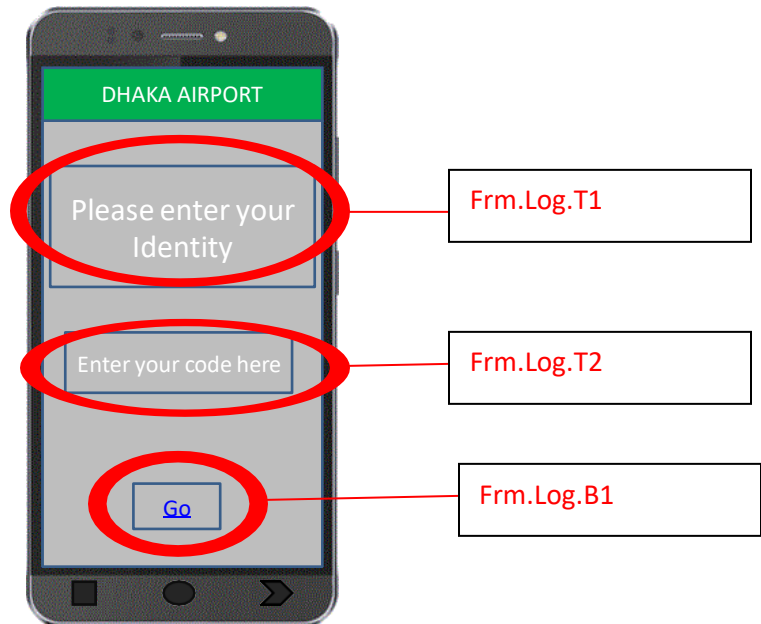 DHAKA AIRPORT
Please enter your
Identity
Frm.Log.T1
Enter your code here
Frm.Log.T2
Go
Frm.Log.B1